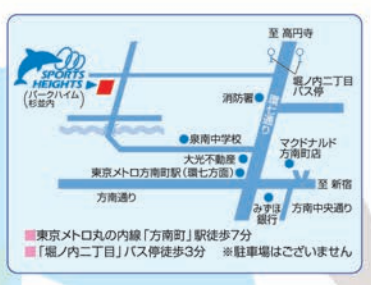 至 高円寺
SPORTS
HEIGHTS
(パークハイム
杉並内)
堀ノ内二丁目
バス停
消防署
環七通り
泉南中学校
マクドナルド
方南町店
大光不動産
東京メトロ方南町駅(環七方面)
至 新宿
方南通り
みずほ
銀行
方南中央通り
東京メトロ丸の内線「方南町」駅徒歩7分
「堀ノ内二丁目」バス停徒歩3分 ※駐車場はございません